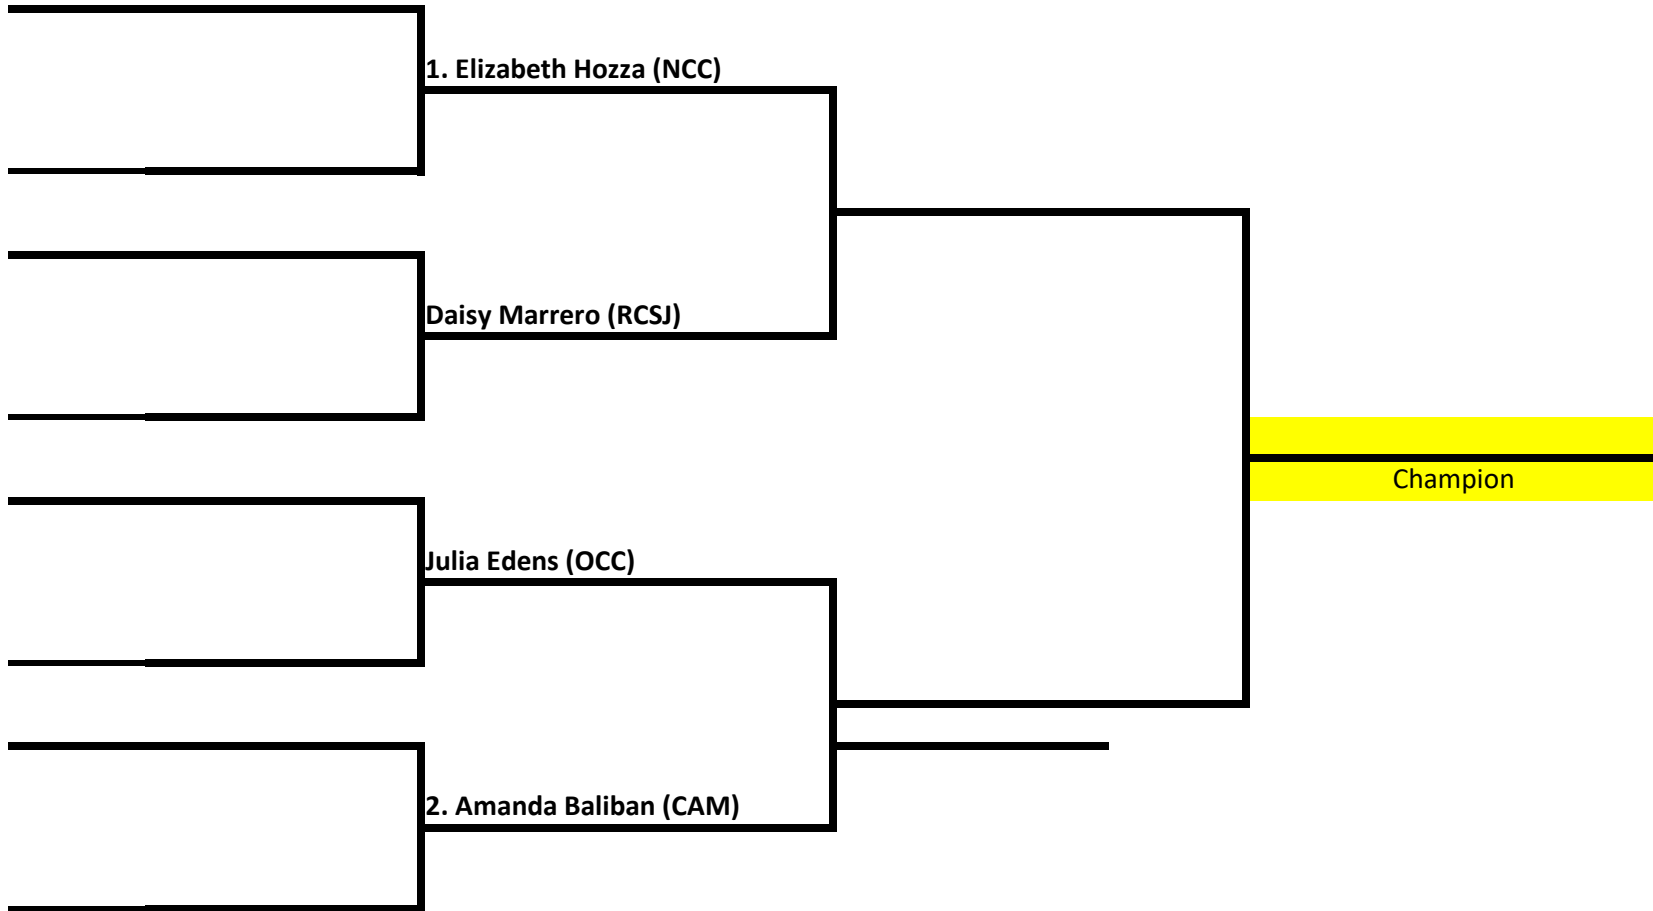 1. Elizabeth Hozza (NCC)
Daisy Marrero (RCSJ)
Champion
Julia Edens (OCC)
2. Amanda Baliban (CAM)